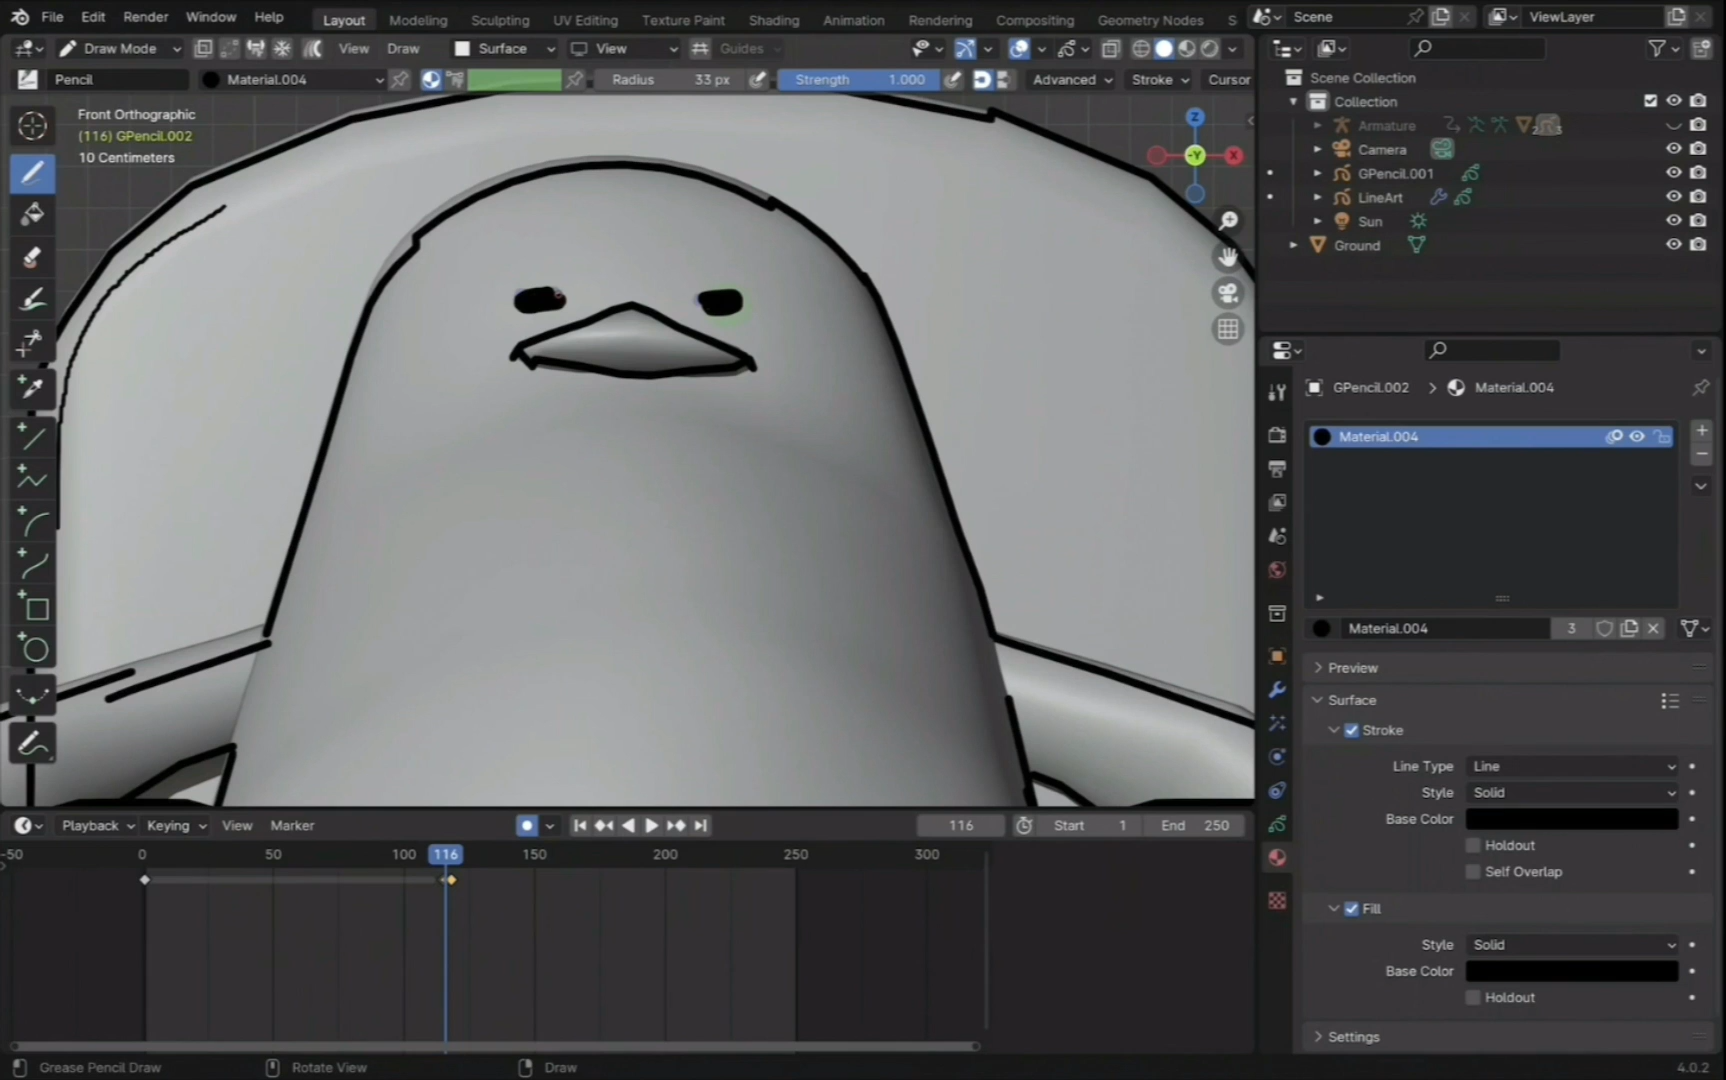 File Edit Render Window Help Layout Modeling Sculpting UV Editing Texture Paint Shading Animation Rendering Compositing Geometry Nodes S Scene ViewLayer
Draw Mode View Draw Surface View Guides
Pencil Material.004 Radius 33 px Strength 1.000 Advanced Stroke Cursor
Front Orthographic
(116) GPencil.002
10 Centimeters
Z
-Y X
Scene Collection
Collection
Armature 2 3
Camera
GPencil.001
LineArt
Sun
Ground
GPencil.002 > Material.004
Material.004
Material.004 3
Preview
Surface
Stroke
Line Type Line
Style Solid
Base Color
Holdout
Self Overlap
Fill
Style Solid
Base Color
Holdout
Settings
Playback Keying View Marker 116 Start 1 End 250
-50 0 50 100 116 150 200 250 300
Grease Pencil Draw Rotate View Draw 4.0.2